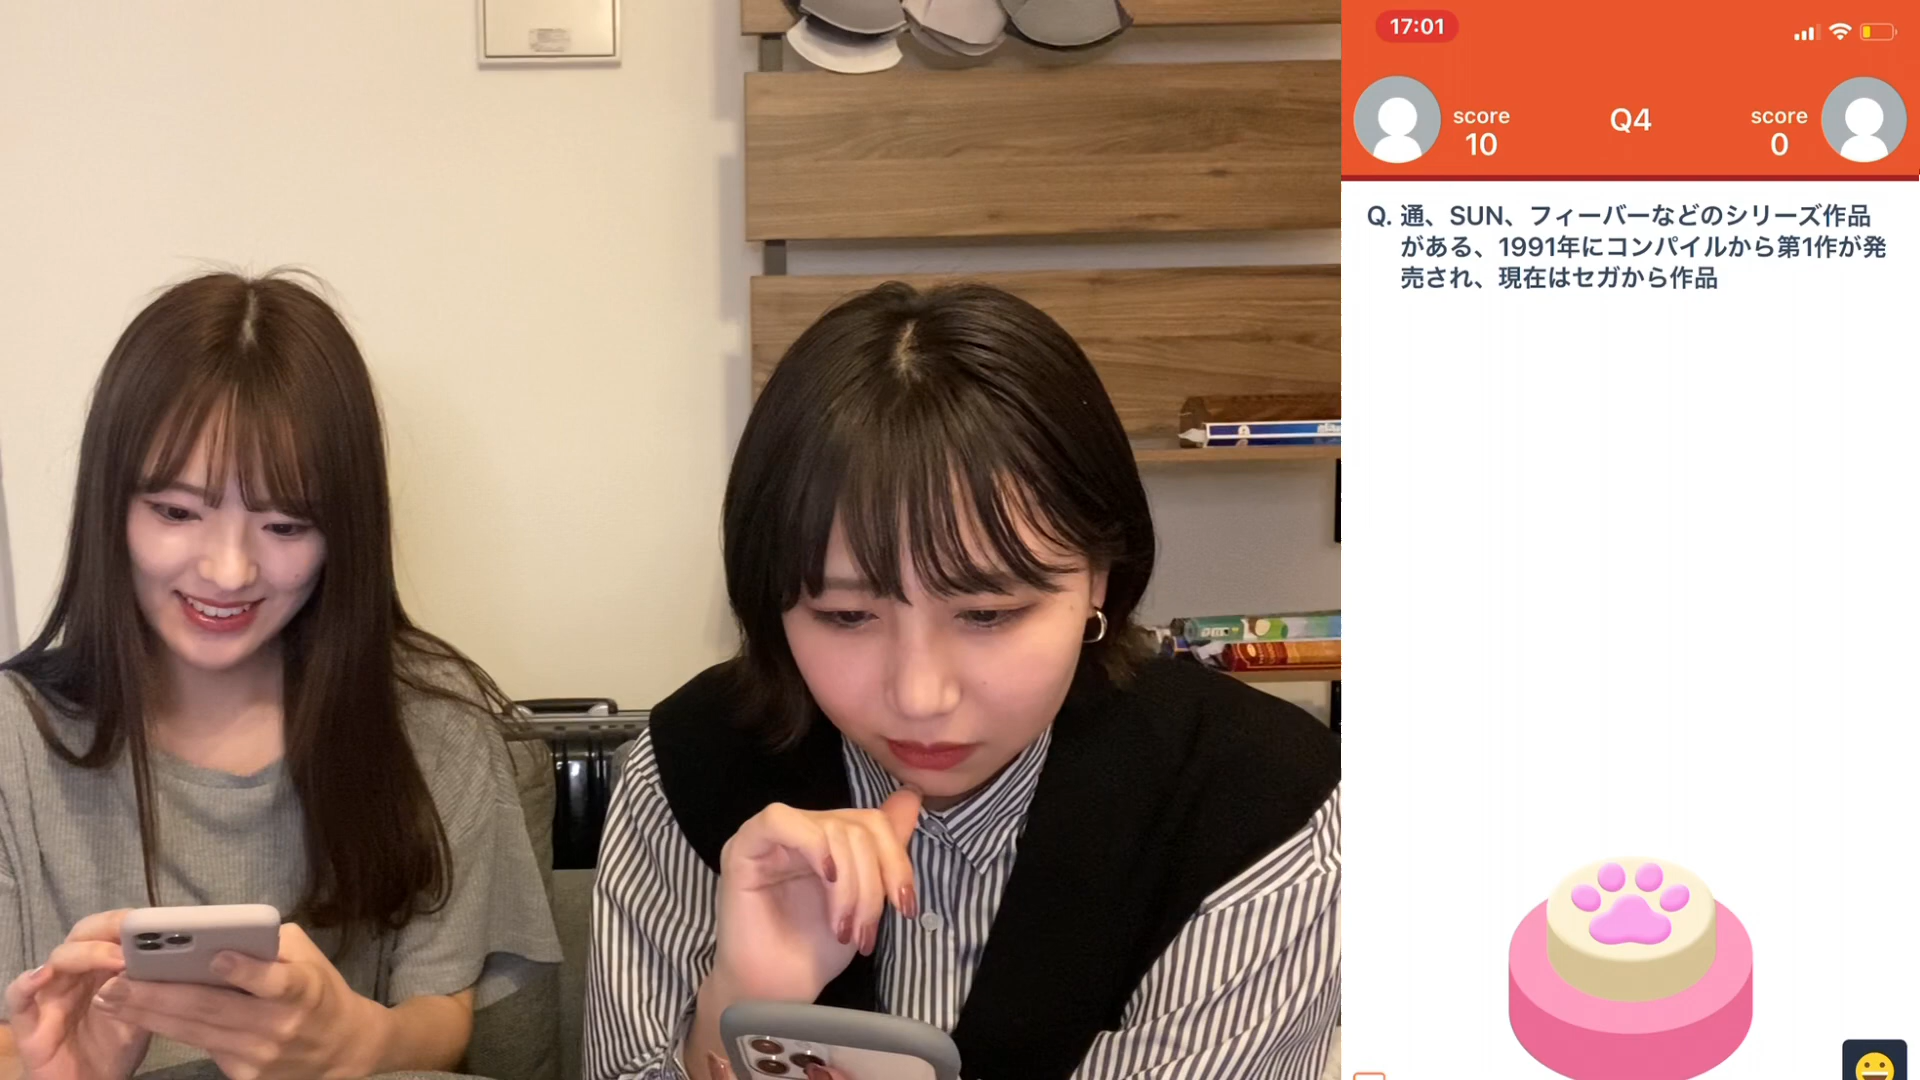 17:01
score
10
Q4
score
0
Q. 通、SUN、フィーバーなどのシリーズ作品
がある、1991年にコンパイルから第1作が発
売され、現在はセガから作品